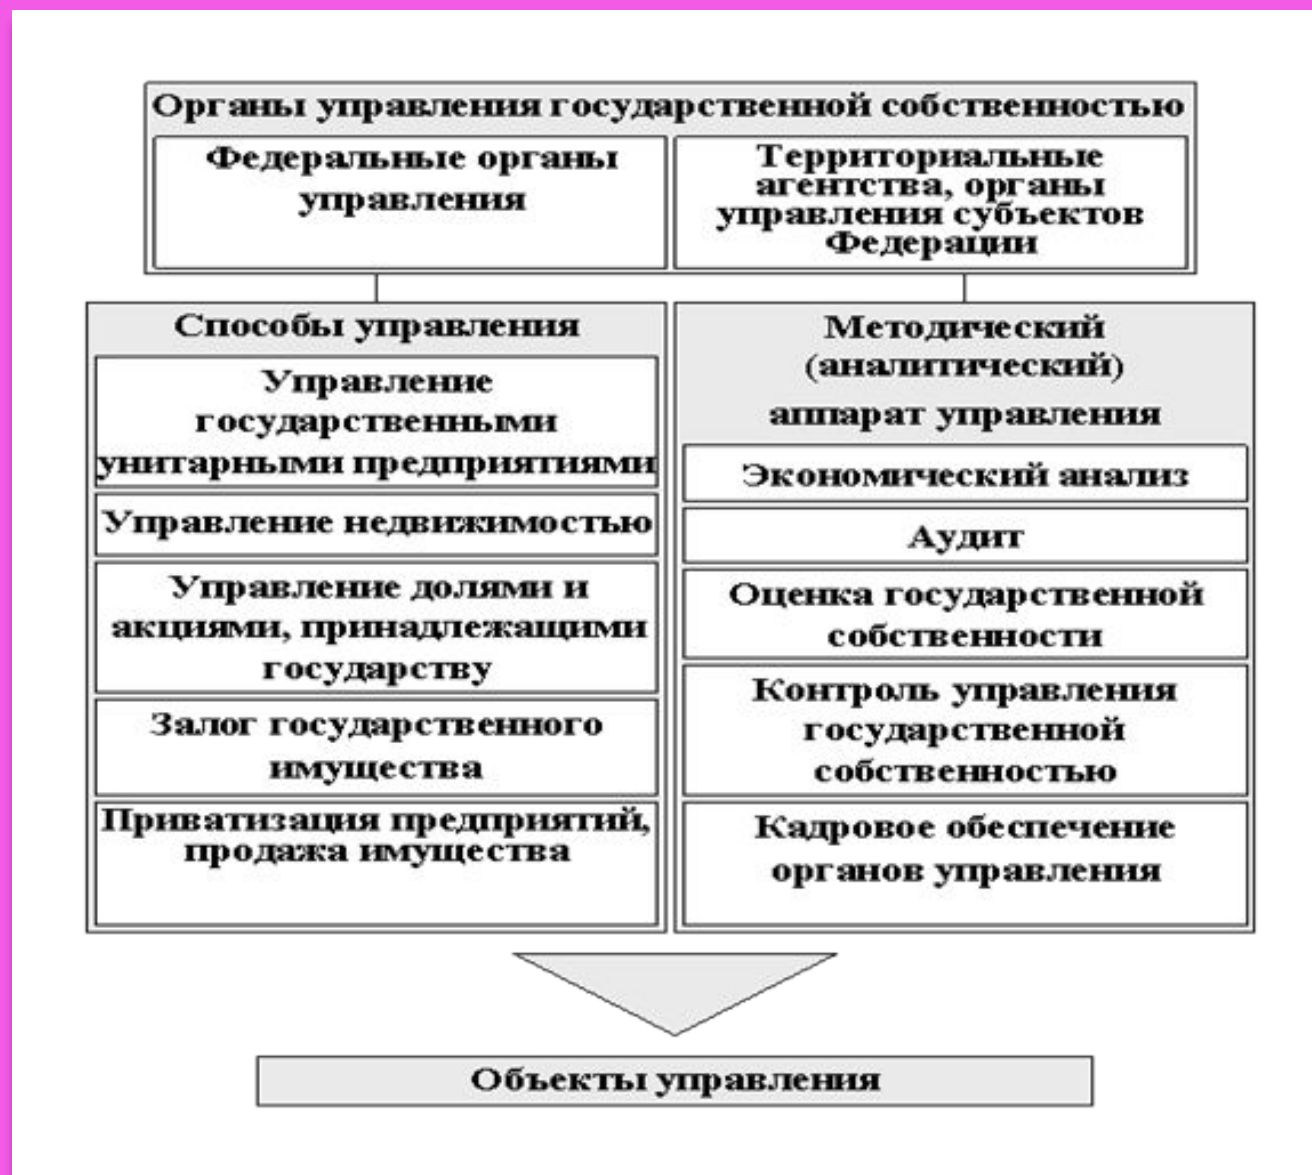 Органы управления государственной собственностью
Федеральные органы
управления
Территориальные
агентства, органы
управления субъектов
Федерации
Способы управления
Управление
государственными
унитарными предприятиями
Управление недвижимостью
Управление долями и
акциями, принадлежащими
государству
Залог государственного
имущества
Приватизация предприятий,
продажа имущества
Методический
(аналитический)
аппарат управления
Экономический анализ
Аудит
Оценка государственной
собственности
Контроль управления
государственной
собственностью
Кадровое обеспечение
органов управления
Объекты управления